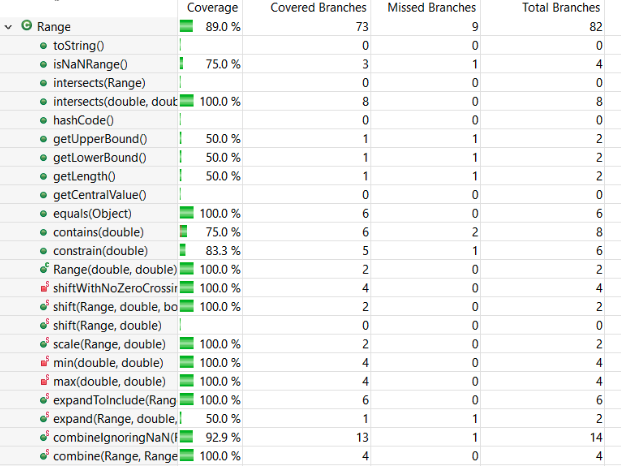 Coverage Covered Branches Missed Branches Total Branches
Range 89.0 % 73 9 82
toString() 0 0 0
isNaNRange() 75.0 % 3 1 4
intersects(Range) 0 0 0
intersects(double, doub 100.0 % 8 0 8
hashCode() 0 0 0
getUpperBound() 50.0 % 1 1 2
getLowerBound() 50.0 % 1 1 2
getLength() 50.0 % 1 1 2
getCentralValue() 0 0 0
equals(Object) 100.0 % 6 0 6
contains(double) 75.0 % 6 2 8
constrain(double) 83.3 % 5 1 6
Range(double, double) 100.0 % 2 0 2
shiftWithNoZeroCrossin 100.0 % 4 0 4
shift(Range, double, bo 100.0 % 2 0 2
shift(Range, double) 0 0 0
scale(Range, double) 100.0 % 2 0 2
min(double, double) 100.0 % 4 0 4
max(double, double) 100.0 % 4 0 4
expandToInclude(Rang 100.0 % 6 0 6
expand(Range, double, 50.0 % 1 1 2
combineIgnoringNaN(R 92.9 % 13 1 14
combine(Range, Range 100.0 % 4 0 4